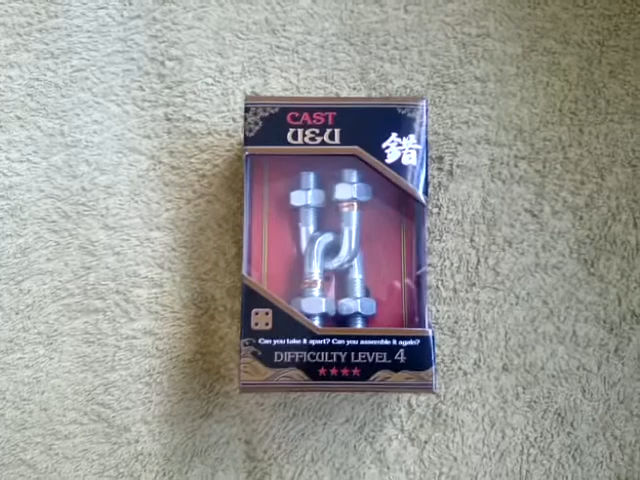 CAST
U&U
錯
Can you take it apart? Can you assemble it again?
DIFFICULTY LEVEL 4